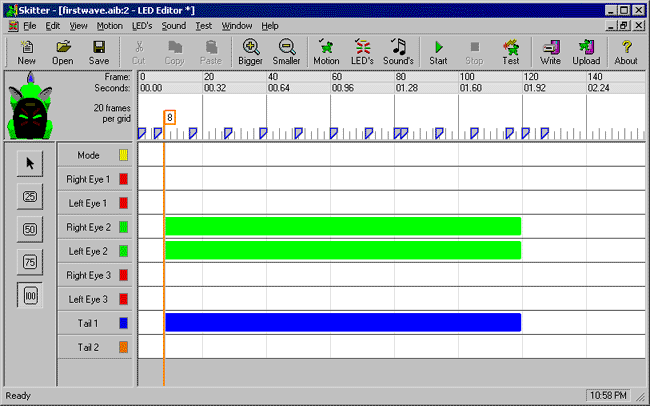 Skitter - [firstwave.aib:2 - LED Editor *]
File Edit View Motion LED's Sound Test Window Help
New Open Save Cut Copy Paste Bigger Smaller Motion LED's Sound's Start Stop Test Write Upload About
Frame: 0 20 40 60 80 100 120 140
Seconds: 00.00 00.32 00.64 00.96 01.28 01.60 01.92 02.24
20 frames
per grid
8
Mode
Right Eye 1
Left Eye 1
Right Eye 2
Left Eye 2
Right Eye 3
Left Eye 3
Tail 1
Tail 2
25
50
75
100
Ready 10:58 PM